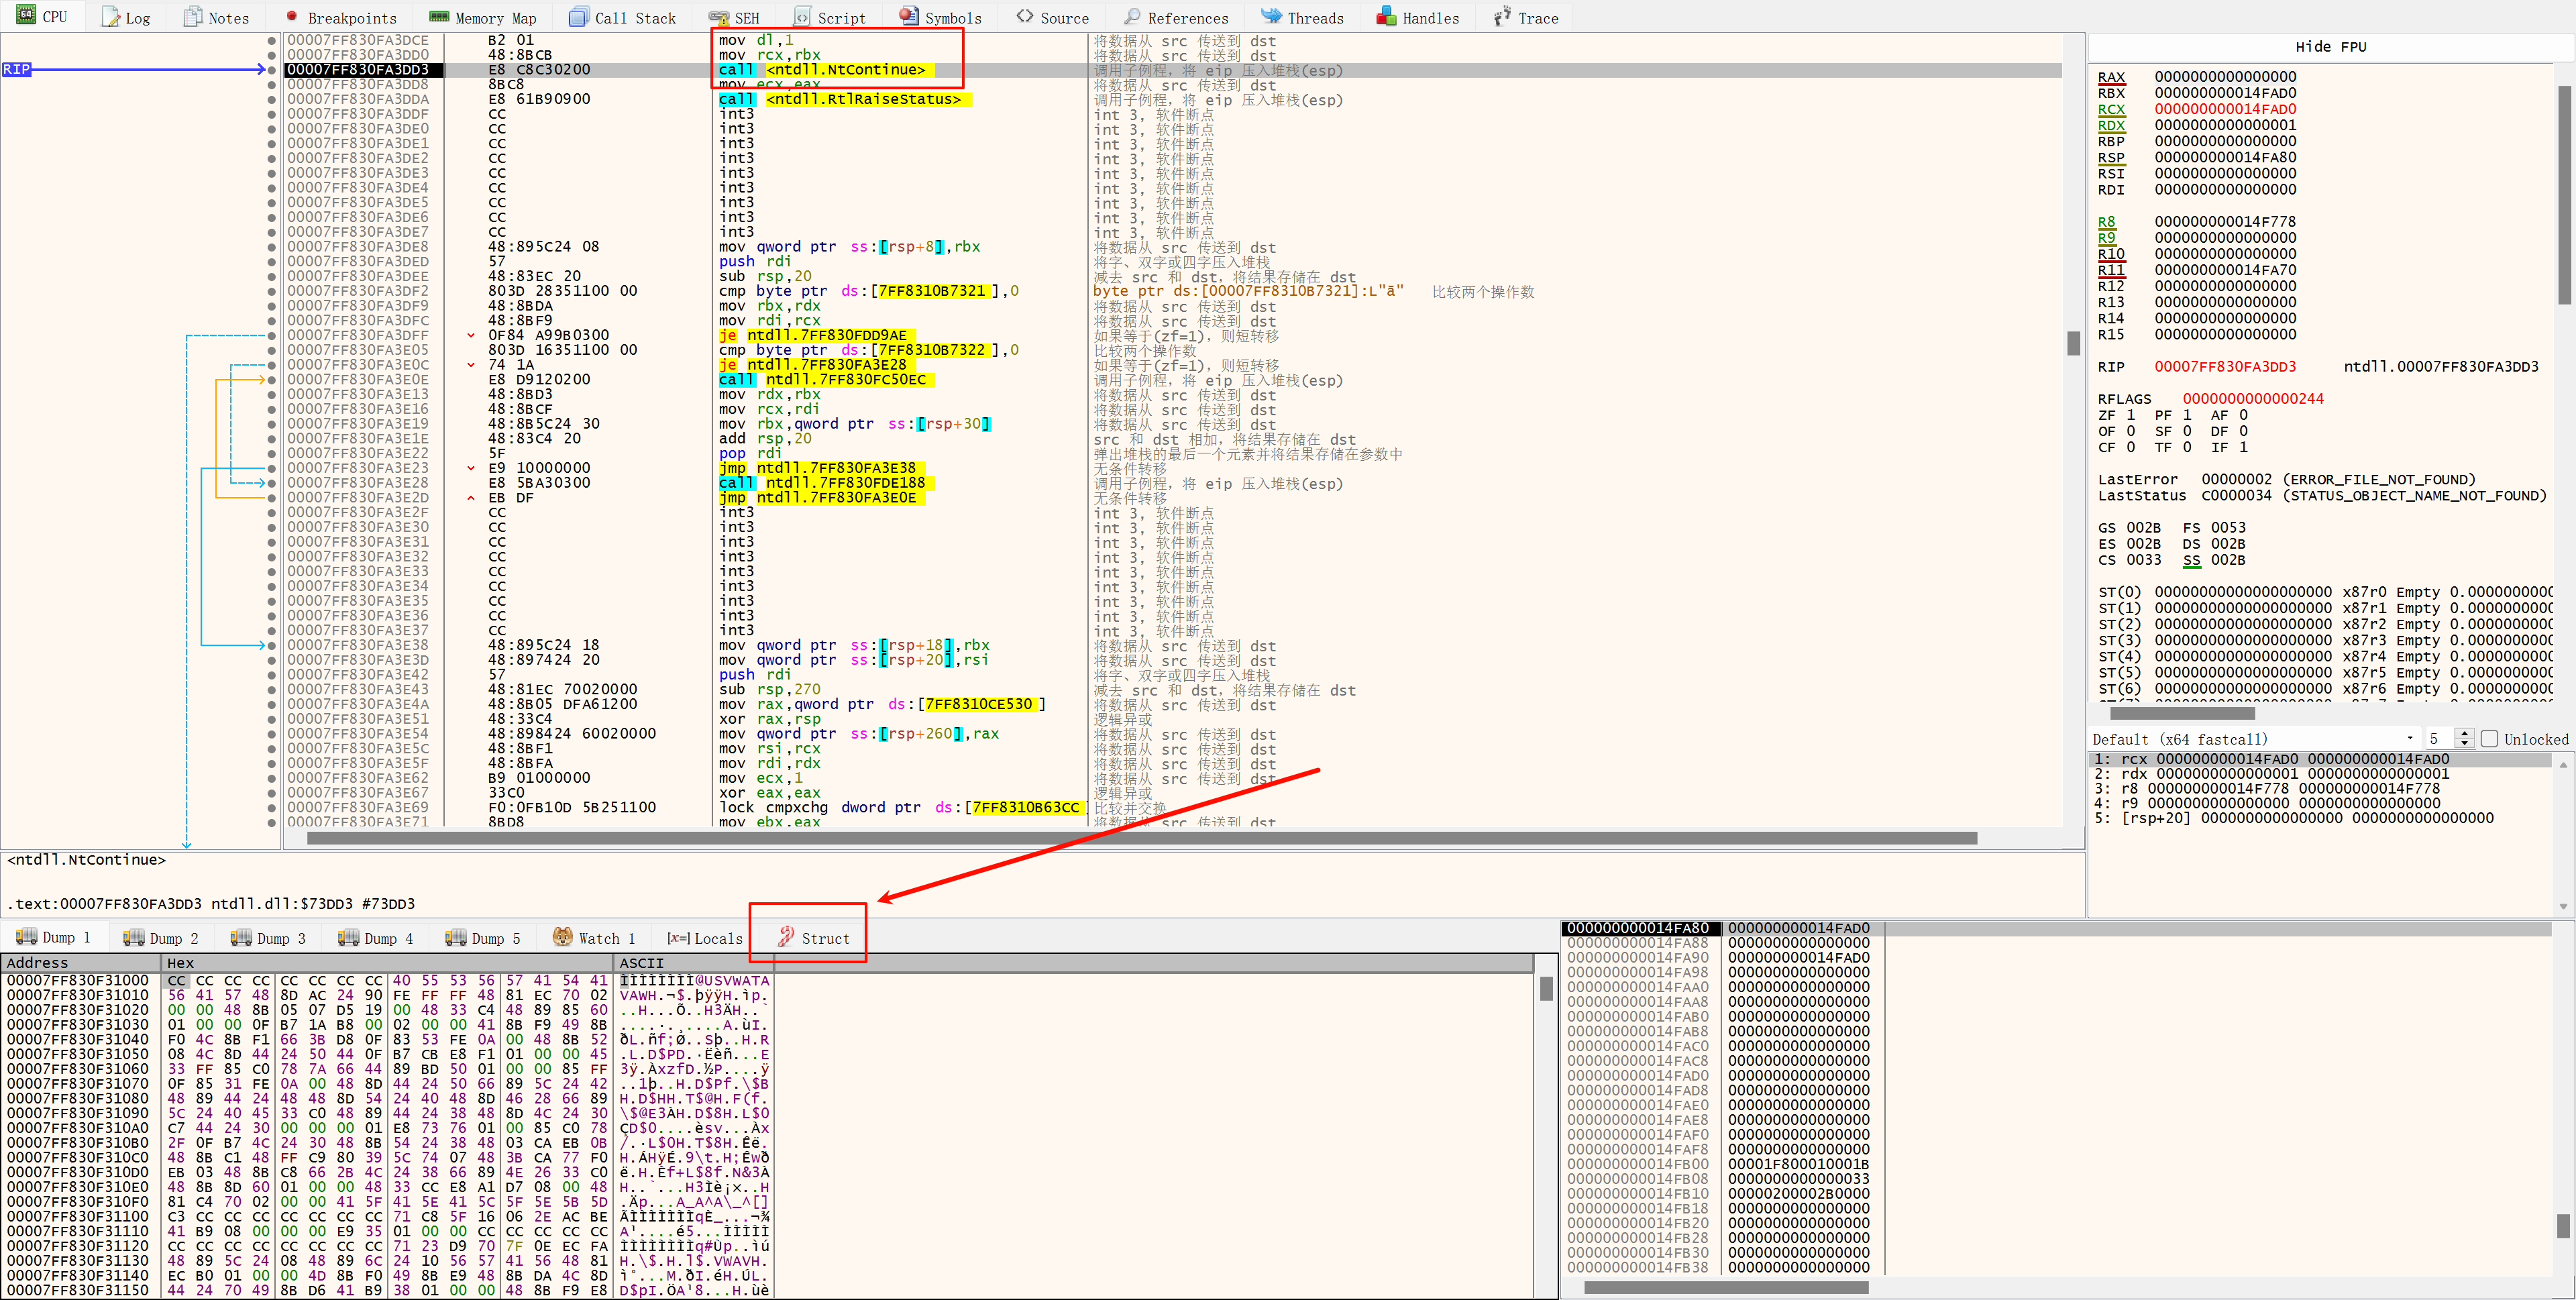 CPU Log Notes Breakpoints Memory Map Call Stack SEH Script Symbols Source References Threads Handles Trace
RIP
00007FF830FA3DCE B2 01 mov dl,1 将数据从 src 传送到 dst
00007FF830FA3DD0 48:8BCB mov rcx,rbx 将数据从 src 传送到 dst
00007FF830FA3DD3 E8 C8C30200 call <ntdll.NtContinue> 调用子例程，将 eip 压入堆栈(esp)
00007FF830FA3DD8 8BC8 mov ecx,eax 将数据从 src 传送到 dst
00007FF830FA3DDA E8 61B90900 call <ntdll.RtlRaiseStatus> 调用子例程，将 eip 压入堆栈(esp)
00007FF830FA3DDF CC int3 int 3, 软件断点
00007FF830FA3DE0 CC int3 int 3, 软件断点
00007FF830FA3DE1 CC int3 int 3, 软件断点
00007FF830FA3DE2 CC int3 int 3, 软件断点
00007FF830FA3DE3 CC int3 int 3, 软件断点
00007FF830FA3DE4 CC int3 int 3, 软件断点
00007FF830FA3DE5 CC int3 int 3, 软件断点
00007FF830FA3DE6 CC int3 int 3, 软件断点
00007FF830FA3DE7 CC int3 int 3, 软件断点
00007FF830FA3DE8 48:895C24 08 mov qword ptr ss:[rsp+8],rbx 将数据从 src 传送到 dst
00007FF830FA3DED 57 push rdi 将字、双字或四字压入堆栈
00007FF830FA3DEE 48:83EC 20 sub rsp,20 减去 src 和 dst，将结果存储在 dst
00007FF830FA3DF2 803D 28351100 00 cmp byte ptr ds:[7FF8310B7321],0 byte ptr ds:[00007FF8310B7321]:L"ā" 比较两个操作数
00007FF830FA3DF9 48:8BDA mov rbx,rdx 将数据从 src 传送到 dst
00007FF830FA3DFC 48:8BF9 mov rdi,rcx 将数据从 src 传送到 dst
00007FF830FA3DFF 0F84 A99B0300 je ntdll.7FF830FDD9AE 如果等于(zf=1)，则短转移
00007FF830FA3E05 803D 16351100 00 cmp byte ptr ds:[7FF8310B7322],0 比较两个操作数
00007FF830FA3E0C 74 1A je ntdll.7FF830FA3E28 如果等于(zf=1)，则短转移
00007FF830FA3E0E E8 D9120200 call ntdll.7FF830FC50EC 调用子例程，将 eip 压入堆栈(esp)
00007FF830FA3E13 48:8BD3 mov rdx,rbx 将数据从 src 传送到 dst
00007FF830FA3E16 48:8BCF mov rcx,rdi 将数据从 src 传送到 dst
00007FF830FA3E19 48:8B5C24 30 mov rbx,qword ptr ss:[rsp+30] 将数据从 src 传送到 dst
00007FF830FA3E1E 48:83C4 20 add rsp,20 src 和 dst 相加，将结果存储在 dst
00007FF830FA3E22 5F pop rdi 弹出堆栈的最后一个元素并将结果存储在参数中
00007FF830FA3E23 E9 10000000 jmp ntdll.7FF830FA3E38 无条件转移
00007FF830FA3E28 E8 5BA30300 call ntdll.7FF830FDE188 调用子例程，将 eip 压入堆栈(esp)
00007FF830FA3E2D EB DF jmp ntdll.7FF830FA3E0E 无条件转移
00007FF830FA3E2F CC int3 int 3, 软件断点
00007FF830FA3E30 CC int3 int 3, 软件断点
00007FF830FA3E31 CC int3 int 3, 软件断点
00007FF830FA3E32 CC int3 int 3, 软件断点
00007FF830FA3E33 CC int3 int 3, 软件断点
00007FF830FA3E34 CC int3 int 3, 软件断点
00007FF830FA3E35 CC int3 int 3, 软件断点
00007FF830FA3E36 CC int3 int 3, 软件断点
00007FF830FA3E37 CC int3 int 3, 软件断点
00007FF830FA3E38 48:895C24 18 mov qword ptr ss:[rsp+18],rbx 将数据从 src 传送到 dst
00007FF830FA3E3D 48:897424 20 mov qword ptr ss:[rsp+20],rsi 将数据从 src 传送到 dst
00007FF830FA3E42 57 push rdi 将字、双字或四字压入堆栈
00007FF830FA3E43 48:81EC 70020000 sub rsp,270 减去 src 和 dst，将结果存储在 dst
00007FF830FA3E4A 48:8B05 DFA61200 mov rax,qword ptr ds:[7FF8310CE530] 将数据从 src 传送到 dst
00007FF830FA3E51 48:33C4 xor rax,rsp 逻辑异或
00007FF830FA3E54 48:898424 60020000 mov qword ptr ss:[rsp+260],rax 将数据从 src 传送到 dst
00007FF830FA3E5C 48:8BF1 mov rsi,rcx 将数据从 src 传送到 dst
00007FF830FA3E5F 48:8BFA mov rdi,rdx 将数据从 src 传送到 dst
00007FF830FA3E62 B9 01000000 mov ecx,1 将数据从 src 传送到 dst
00007FF830FA3E67 33C0 xor eax,eax 逻辑异或
00007FF830FA3E69 F0:0FB10D 5B251100 lock cmpxchg dword ptr ds:[7FF8310B63CC 比较并交换
00007FF830FA3E71 8BD8 mov ebx,eax 将数据从 src 传送到 dst
<ntdll.NtContinue>
.text:00007FF830FA3DD3 ntdll.dll:$73DD3 #73DD3
Hide FPU
RAX 0000000000000000
RBX 000000000014FAD0
RCX 000000000014FAD0
RDX 0000000000000001
RBP 0000000000000000
RSP 000000000014FA80
RSI 0000000000000000
RDI 0000000000000000
R8 000000000014F778
R9 0000000000000000
R10 0000000000000000
R11 000000000014FA70
R12 0000000000000000
R13 0000000000000000
R14 0000000000000000
R15 0000000000000000
RIP 00007FF830FA3DD3 ntdll.00007FF830FA3DD3
RFLAGS 0000000000000244
ZF 1 PF 1 AF 0
OF 0 SF 0 DF 0
CF 0 TF 0 IF 1
LastError 00000002 (ERROR_FILE_NOT_FOUND)
LastStatus C0000034 (STATUS_OBJECT_NAME_NOT_FOUND)
GS 002B FS 0053
ES 002B DS 002B
CS 0033 SS 002B
ST(0) 00000000000000000000 x87r0 Empty 0.0000000000
ST(1) 00000000000000000000 x87r1 Empty 0.0000000000
ST(2) 00000000000000000000 x87r2 Empty 0.0000000000
ST(3) 00000000000000000000 x87r3 Empty 0.0000000000
ST(4) 00000000000000000000 x87r4 Empty 0.0000000000
ST(5) 00000000000000000000 x87r5 Empty 0.0000000000
ST(6) 00000000000000000000 x87r6 Empty 0.0000000000
Default (x64 fastcall) 5 Unlocked
1: rcx 000000000014FAD0 000000000014FAD0
2: rdx 0000000000000001 0000000000000001
3: r8 000000000014F778 000000000014F778
4: r9 0000000000000000 0000000000000000
5: [rsp+20] 0000000000000000 0000000000000000
Dump 1 Dump 2 Dump 3 Dump 4 Dump 5 Watch 1 [x=] Locals Struct
Address Hex ASCII
00007FF830F31000 CC CC CC CC CC CC CC CC 40 55 53 56 57 41 54 41 ÌÌÌÌÌÌÌÌ@USVWATA
00007FF830F31010 56 41 57 48 8D AC 24 90 FE FF FF 48 81 EC 70 02 VAWH.¬$.þÿÿH.ìp.
00007FF830F31020 00 00 48 8B 05 07 D5 19 00 48 33 C4 48 89 85 60 ..H...Õ..H3ÄH..`
00007FF830F31030 01 00 00 0F B7 1A B8 00 02 00 00 41 8B F9 49 8B ....·.¸....A.ùI.
00007FF830F31040 F0 4C 8B F1 66 3B D8 0F 83 53 FE 0A 00 48 8B 52 ðL.ñf;Ø..Sþ..H.R
00007FF830F31050 08 4C 8D 44 24 50 44 0F B7 CB E8 F1 01 00 00 45 .L.D$PD.·Ëèñ...E
00007FF830F31060 33 FF 85 C0 78 7A 66 44 89 BD 50 01 00 00 85 FF 3ÿ.ÀxzfD.½P....ÿ
00007FF830F31070 0F 85 31 FE 0A 00 48 8D 44 24 50 66 89 5C 24 42 ..1þ..H.D$Pf.\$B
00007FF830F31080 48 89 44 24 48 48 8D 54 24 40 48 8D 46 28 66 89 H.D$HH.T$@H.F(f.
00007FF830F31090 5C 24 40 45 33 C0 48 89 44 24 38 48 8D 4C 24 30 \$@E3ÀH.D$8H.L$0
00007FF830F310A0 C7 44 24 30 00 00 00 01 E8 73 76 01 00 85 C0 78 ÇD$0....èsv...Àx
00007FF830F310B0 2F 0F B7 4C 24 30 48 8B 54 24 38 48 03 CA EB 0B /.·L$0H.T$8H.Êë.
00007FF830F310C0 48 8B C1 48 FF C9 80 39 5C 74 07 48 3B CA 77 F0 H.ÁHÿÉ.9\t.H;Êwð
00007FF830F310D0 EB 03 48 8B C8 66 2B 4C 24 38 66 89 4E 26 33 C0 ë.H.Èf+L$8f.N&3À
00007FF830F310E0 48 8B 8D 60 01 00 00 48 33 CC E8 A1 D7 08 00 48 H..`...H3Ìè¡×..H
00007FF830F310F0 81 C4 70 02 00 00 41 5F 41 5E 41 5C 5F 5E 5B 5D .Äp...A_A^A\_^[]
00007FF830F31100 C3 CC CC CC CC CC CC CC 71 C8 5F 16 06 2E AC BE ÃÌÌÌÌÌÌÌqÈ_...¬¾
00007FF830F31110 41 B9 08 00 00 00 E9 35 01 00 00 CC CC CC CC CC A¹....é5...ÌÌÌÌÌ
00007FF830F31120 CC CC CC CC CC CC CC CC 71 23 D9 70 7F 0E EC FA ÌÌÌÌÌÌÌÌq#Ùp..ìú
00007FF830F31130 48 89 5C 24 08 48 89 6C 24 10 56 57 41 56 48 81 H.\$.H.l$.VWAVH.
00007FF830F31140 EC B0 01 00 00 4D 8B F0 49 8B E9 48 8B DA 4C 8D ì°...M.ðI.éH.ÚL.
00007FF830F31150 44 24 70 49 8B D6 41 B9 38 01 00 00 48 8B F9 E8 D$pI.ÖA¹8...H.ùè
000000000014FA80 000000000014FAD0
000000000014FA88 0000000000000000
000000000014FA90 000000000014FAD0
000000000014FA98 0000000000000000
000000000014FAA0 0000000000000000
000000000014FAA8 0000000000000000
000000000014FAB0 0000000000000000
000000000014FAB8 0000000000000000
000000000014FAC0 0000000000000000
000000000014FAC8 0000000000000000
000000000014FAD0 0000000000000000
000000000014FAD8 0000000000000000
000000000014FAE0 0000000000000000
000000000014FAE8 0000000000000000
000000000014FAF0 0000000000000000
000000000014FAF8 0000000000000000
000000000014FB00 00001F800010001B
000000000014FB08 0000000000000033
000000000014FB10 00000200002B0000
000000000014FB18 0000000000000000
000000000014FB20 0000000000000000
000000000014FB28 0000000000000000
000000000014FB30 0000000000000000
000000000014FB38 0000000000000000